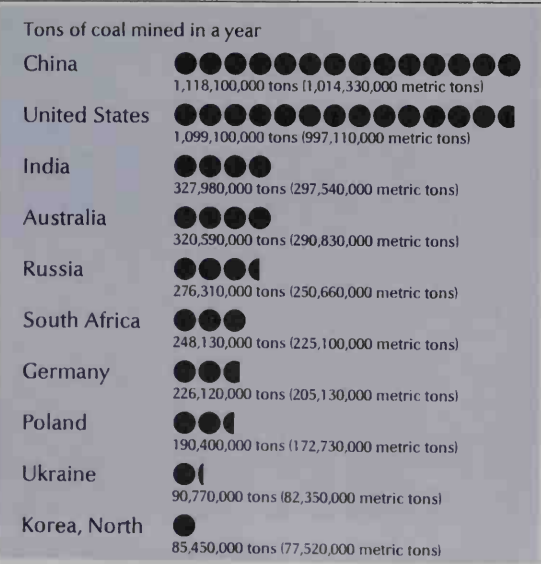 Tons of coal mined in a year
China
1,118,100,000 tons (1,014,330,000 metric tons)
United States
1,099,100,000 tons (997,110,000 metric tons)
India
327,980,000 tons (297,540,000 metric tons)
Australia
320,590,000 tons (290,830,000 metric tons)
Russia
276,310,000 tons (250,660,000 metric tons)
South Africa
248,130,000 tons (225,100,000 metric tons)
Germany
226,120,000 tons (205,130,000 metric tons)
Poland
190,400,000 tons (172,730,000 metric tons)
Ukraine
90,770,000 tons (82,350,000 metric tons)
Korea, North
85,450,000 tons (77,520,000 metric tons)